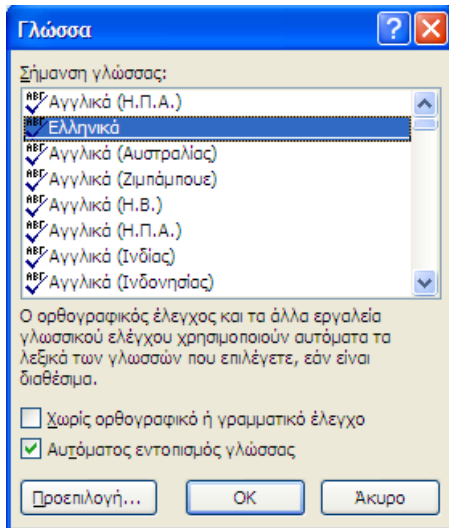 Γλώσσα
Σήμανση γλώσσας:
Αγγλικά (Η.Π.Α.)
Ελληνικά
Αγγλικά (Αυστραλίας)
Αγγλικά (Ζιμπάμπουε)
Αγγλικά (Η.Β.)
Αγγλικά (Η.Π.Α.)
Αγγλικά (Ινδίας)
Αγγλικά (Ινδονησίας)
Ο ορθογραφικός έλεγχος και τα άλλα εργαλεία
γλωσσικού ελέγχου χρησιμοποιούν αυτόματα τα
λεξικά των γλωσσών που επιλέγετε, εάν είναι
διαθέσιμα.
Χωρίς ορθογραφικό ή γραμματικό έλεγχο
Αυτόματος εντοπισμός γλώσσας
Προεπιλογή... OK Άκυρο